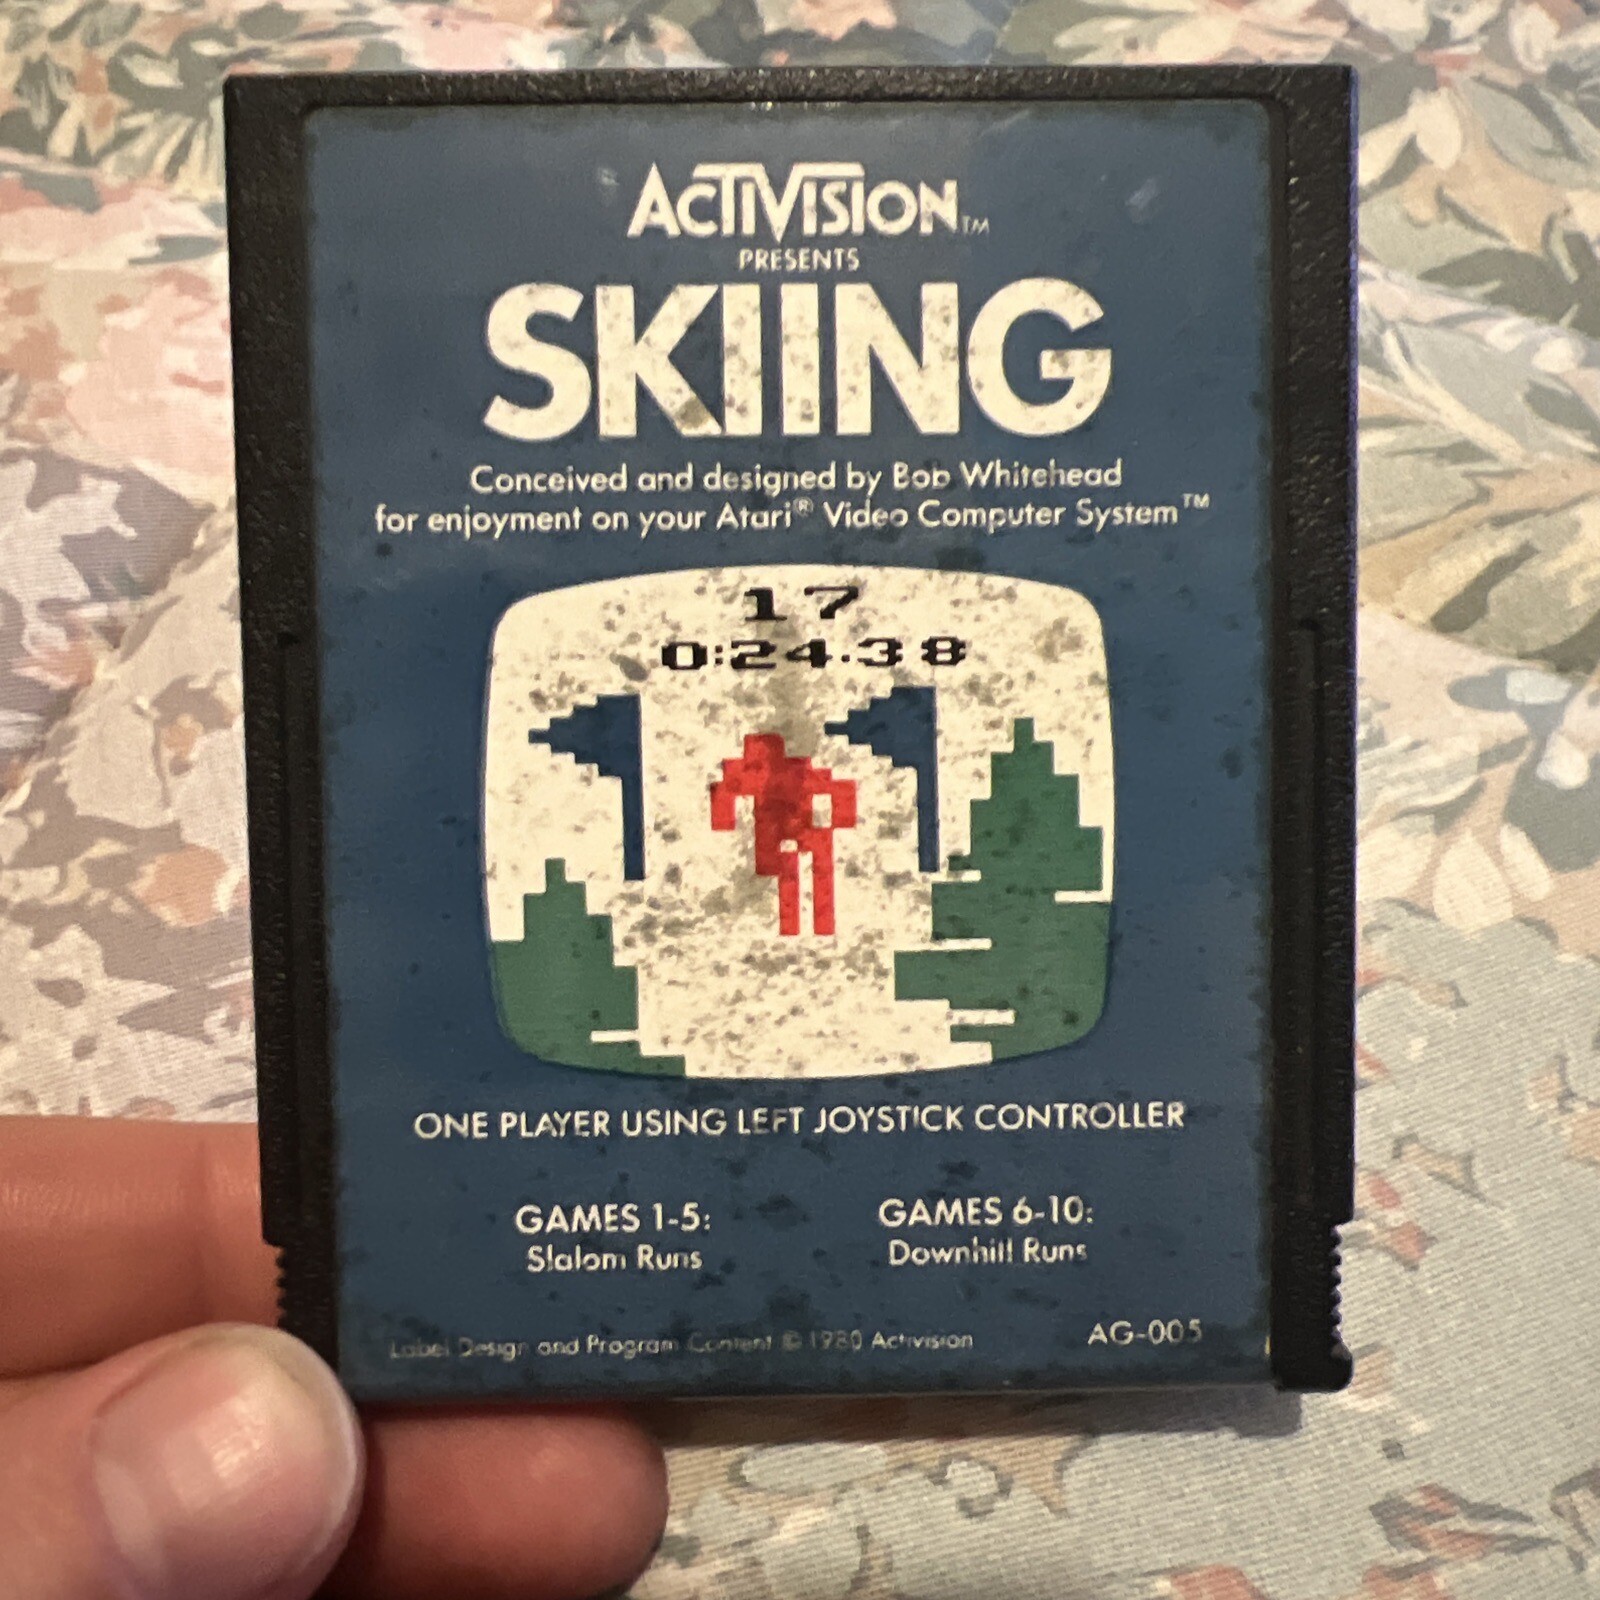 ACTIVISION™
PRESENTS
SKIING
Conceived and designed by Bob Whitehead
for enjoyment on your Atari® Video Computer System™
17
0:24.38
ONE PLAYER USING LEFT JOYSTICK CONTROLLER
GAMES 1-5:
Slalom Runs
GAMES 6-10:
Downhill Runs
Label Design and Program Content © 1980 Activision
AG-005